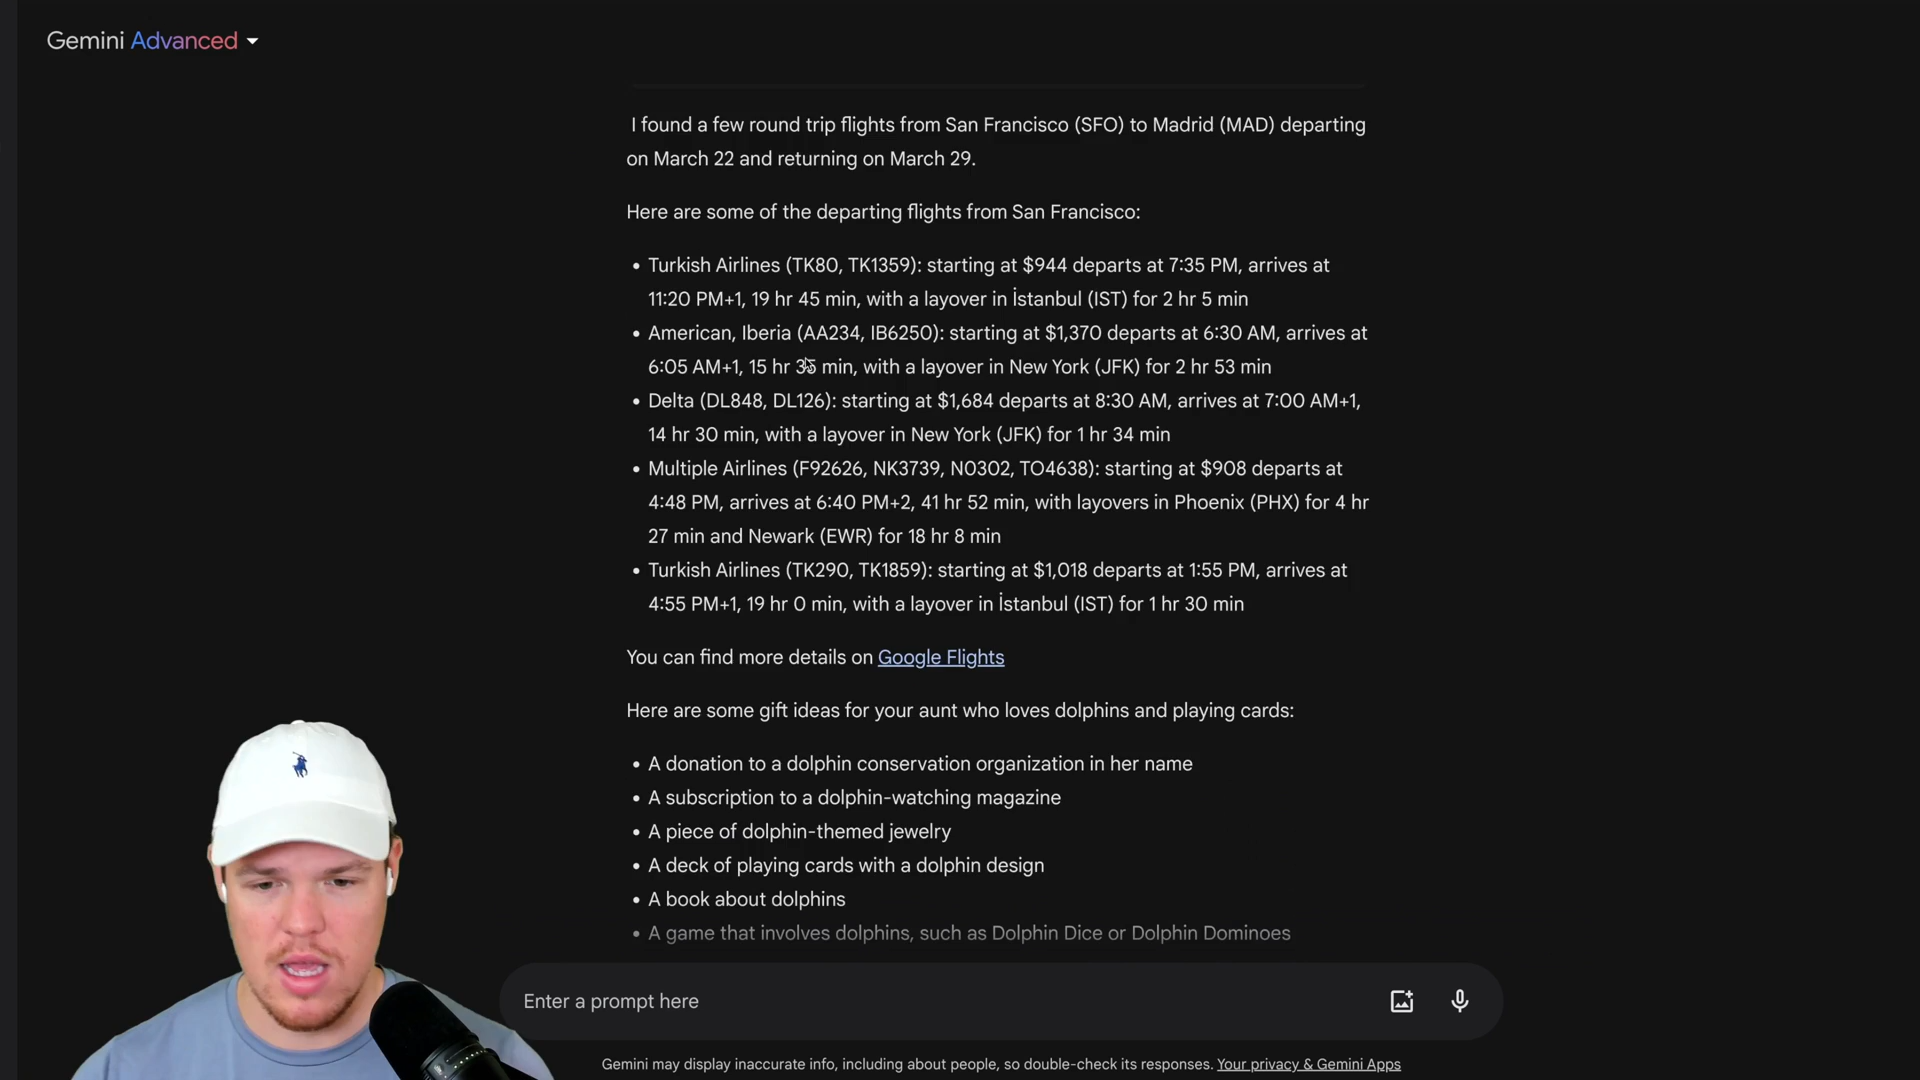 Gemini Advanced
I found a few round trip flights from San Francisco (SFO) to Madrid (MAD) departing
on March 22 and returning on March 29.
Here are some of the departing flights from San Francisco:
• Turkish Airlines (TK80, TK1359): starting at $944 departs at 7:35 PM, arrives at
11:20 PM+1, 19 hr 45 min, with a layover in İstanbul (IST) for 2 hr 5 min
• American, Iberia (AA234, IB6250): starting at $1,370 departs at 6:30 AM, arrives at
6:05 AM+1, 15 hr 35 min, with a layover in New York (JFK) for 2 hr 53 min
• Delta (DL848, DL126): starting at $1,684 departs at 8:30 AM, arrives at 7:00 AM+1,
14 hr 30 min, with a layover in New York (JFK) for 1 hr 34 min
• Multiple Airlines (F92626, NK3739, N0302, TO4638): starting at $908 departs at
4:48 PM, arrives at 6:40 PM+2, 41 hr 52 min, with layovers in Phoenix (PHX) for 4 hr
27 min and Newark (EWR) for 18 hr 8 min
• Turkish Airlines (TK290, TK1859): starting at $1,018 departs at 1:55 PM, arrives at
4:55 PM+1, 19 hr 0 min, with a layover in İstanbul (IST) for 1 hr 30 min
You can find more details on Google Flights
Here are some gift ideas for your aunt who loves dolphins and playing cards:
• A donation to a dolphin conservation organization in her name
• A subscription to a dolphin-watching magazine
• A piece of dolphin-themed jewelry
• A deck of playing cards with a dolphin design
• A book about dolphins
• A game that involves dolphins, such as Dolphin Dice or Dolphin Dominoes
Enter a prompt here
Gemini may display inaccurate info, including about people, so double-check its responses. Your privacy & Gemini Apps